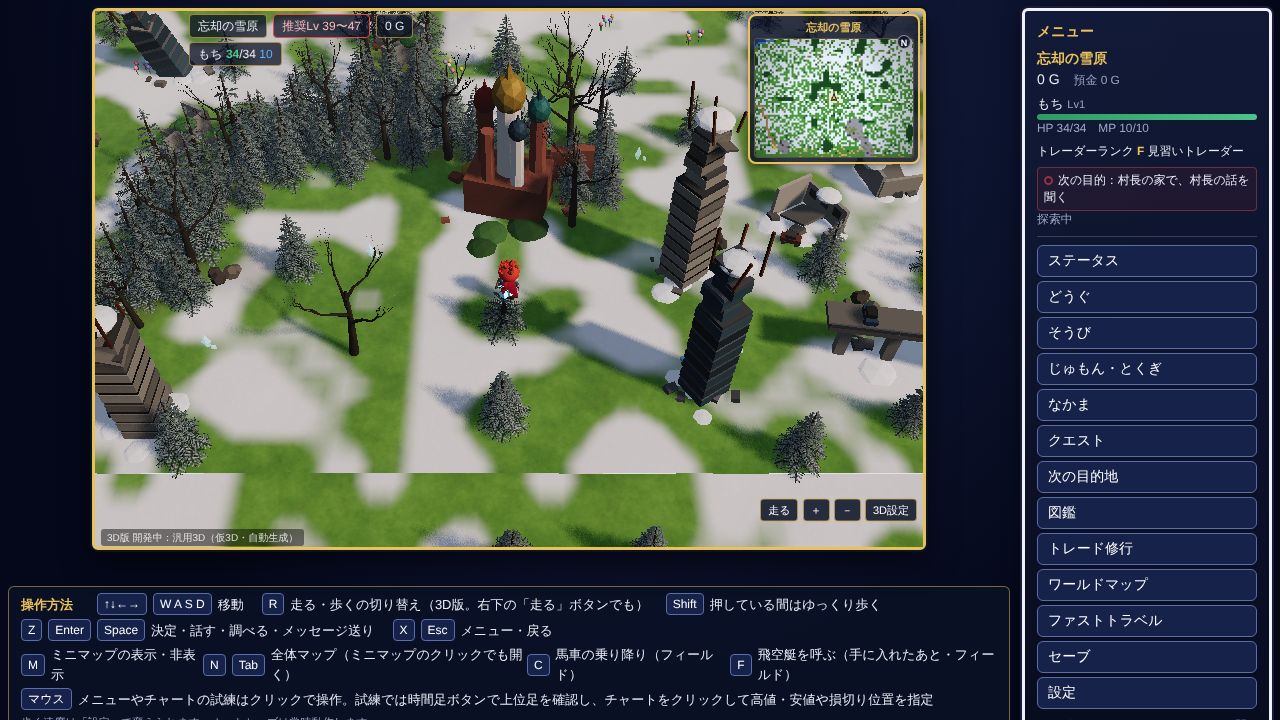 忘却の雪原
推奨Lv 39〜47
0 G
もち 34/34 10
忘却の雪原
N
走る
＋
－
3D設定
3D版 開発中：汎用3D（仮3D・自動生成）
メニュー
忘却の雪原
0 G 預金 0 G
もち Lv1
HP 34/34 MP 10/10
トレーダーランク F 見習いトレーダー
次の目的：村長の家で、村長の話を
聞く
探索中
ステータス
どうぐ
そうび
じゅもん・とくぎ
なかま
クエスト
次の目的地
図鑑
トレード修行
ワールドマップ
ファストトラベル
セーブ
設定
操作方法 ↑↓←→ W A S D 移動 R 走る・歩くの切り替え（3D版。右下の「走る」ボタンでも） Shift 押している間はゆっくり歩く
Z Enter Space 決定・話す・調べる・メッセージ送り X Esc メニュー・戻る
M ミニマップの表示・非表示 N Tab 全体マップ（ミニマップのクリックでも開く） C 馬車の乗り降り（フィールド） F 飛空艇を呼ぶ（手に入れたあと・フィールド）
マウス メニューやチャートの試練はクリックで操作。試練では時間足ボタンで上位足を確認し、チャートをクリックして高値・安値や損切り位置を指定